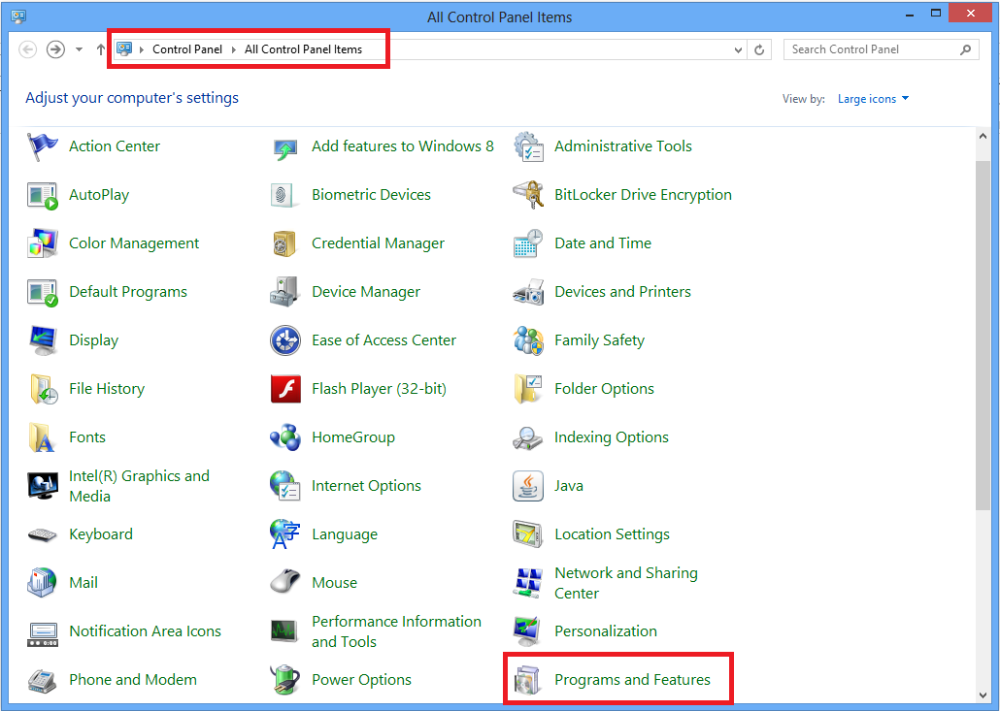 All Control Panel Items
Control Panel All Control Panel Items
Search Control Panel
Adjust your computer's settings
View by: Large icons
Action Center
Add features to Windows 8
Administrative Tools
AutoPlay
Biometric Devices
BitLocker Drive Encryption
Color Management
Credential Manager
Date and Time
Default Programs
Device Manager
Devices and Printers
Display
Ease of Access Center
Family Safety
File History
Flash Player (32-bit)
Folder Options
Fonts
HomeGroup
Indexing Options
Intel(R) Graphics and
Media
Internet Options
Java
Keyboard
Language
Location Settings
Mail
Mouse
Network and Sharing
Center
Notification Area Icons
Performance Information
and Tools
Personalization
Phone and Modem
Power Options
Programs and Features